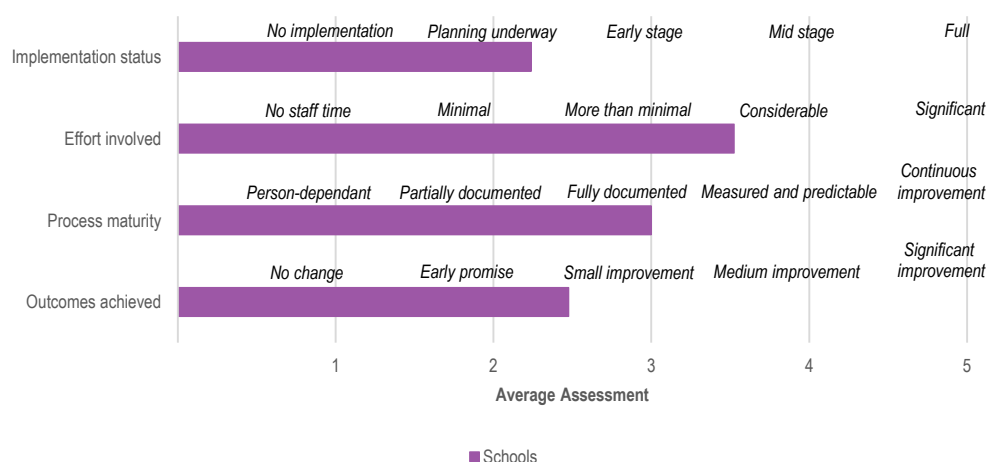 No implementation Planning underway Early stage Mid stage Full
Implementation status
No staff time Minimal More than minimal Considerable Significant
Effort involved
Person-dependant Partially documented Fully documented Measured and predictable Continuous
improvement
Process maturity
No change Early promise Small improvement Medium improvement Significant
improvement
Outcomes achieved
1 2 3 4 5
Average Assessment
Schools